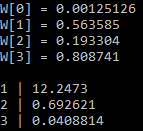 W[0] = 0.00125126
W[1] = 0.563585
W[2] = 0.193304
W[3] = 0.808741
1 | 12.2473
2 | 0.692621
3 | 0.0408814